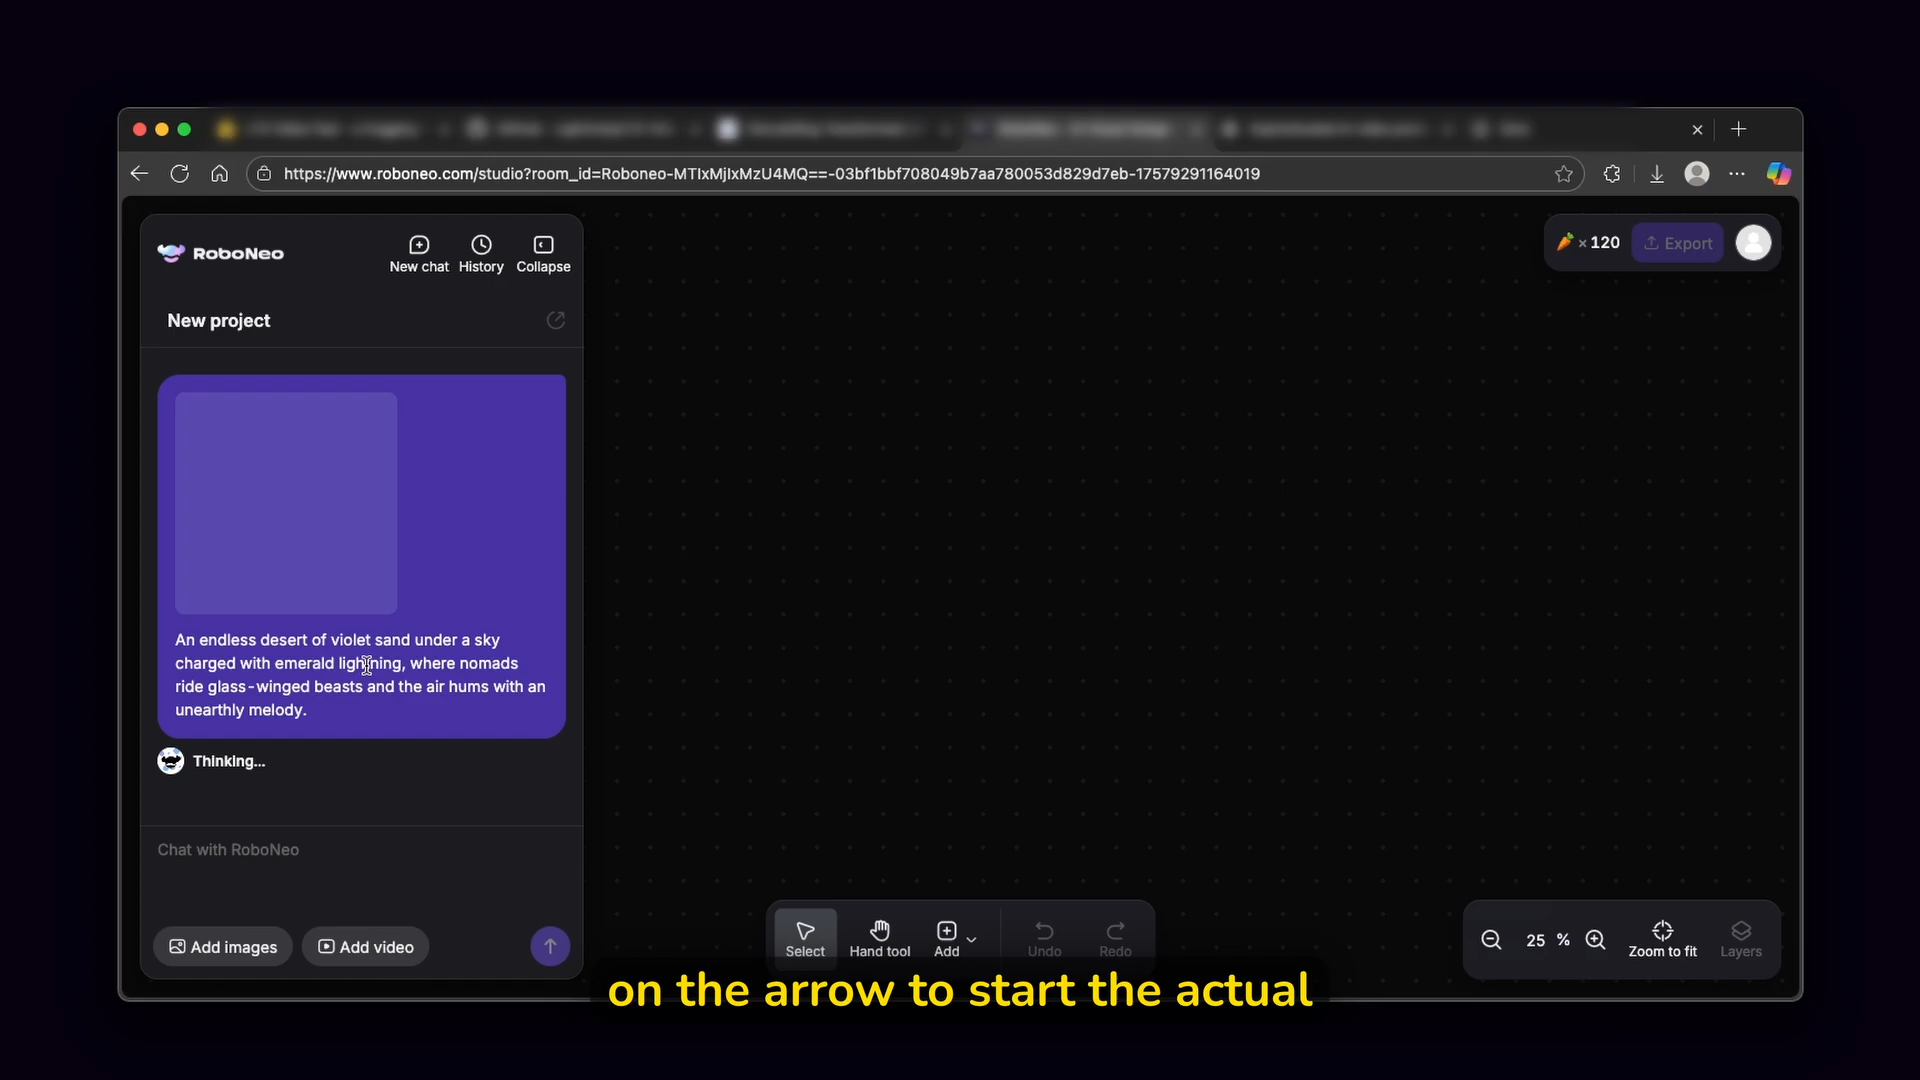 https://www.roboneo.com/studio?room_id=Roboneo-MTIxMjIxMzU4MQ==-03bf1bbf708049b7aa780053d829d7eb-17579291164019
RoboNeo
New chat
History
Collapse
×120
Export
New project
An endless desert of violet sand under a sky
charged with emerald lightning, where nomads
ride glass-winged beasts and the air hums with an
unearthly melody.
Thinking...
Chat with RoboNeo
Add images
Add video
Select
Hand tool
Add
Undo
Redo
25 %
Zoom to fit
Layers
on the arrow to start the actual